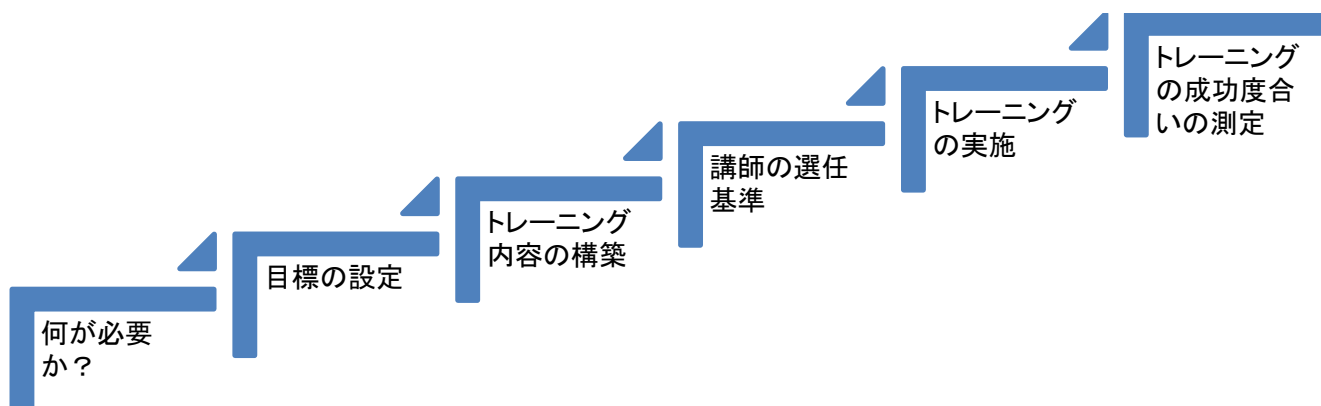 何が必要
か？
目標の設定
トレーニング
内容の構築
講師の選任
基準
トレーニング
の実施
トレーニング
の成功度合
いの測定